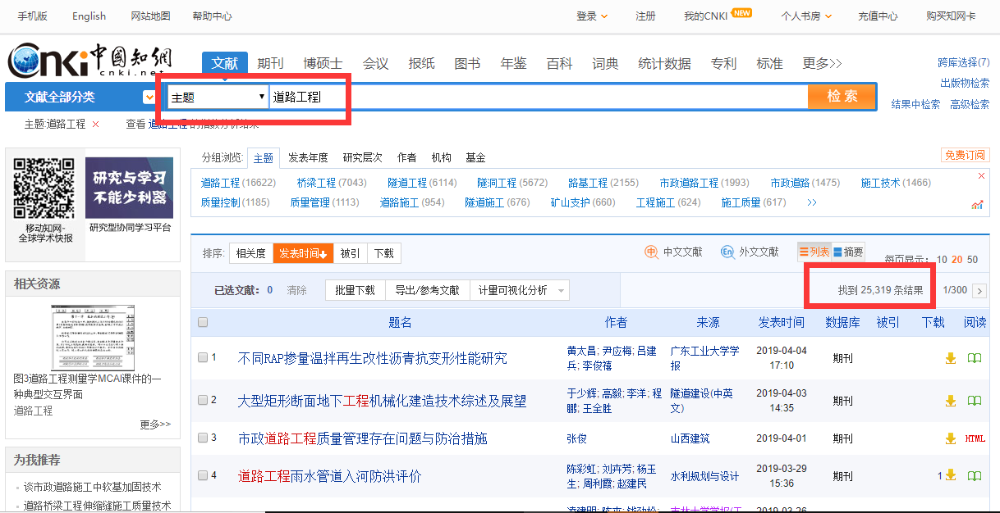 手机版 English 网站地图 帮助中心 登录 注册 我的CNKI NEW 个人书房 充值中心 购买知网卡
Cnki 中國知網
cnki.net
文献 期刊 博硕士 会议 报纸 图书 年鉴 百科 词典 统计数据 专利 标准 更多>>
跨库选择(7)
出版物检索
文献全部分类 主题 道路工程 检索
结果中检索 高级检索
主题:道路工程 × 查看 道路工程 的指数分析结果
分组浏览: 主题 发表年度 研究层次 作者 机构 基金 免费订阅
道路工程(16622) 桥梁工程(7043) 隧道工程(6114) 隧洞工程(5672) 路基工程(2155) 市政道路工程(1993) 市政道路(1475) 施工技术(1466)
质量控制(1185) 质量管理(1113) 道路施工(954) 隧道施工(676) 矿山支护(660) 工程施工(624) 施工质量(617) >>
研究与学习
不能少利器
移动知网-
全球学术快报
研究型协同学习平台
排序: 相关度 发表时间 被引 下载 中 中文文献 En 外文文献 列表 摘要 每页显示: 10 20 50
已选文献: 0 清除 批量下载 导出/参考文献 计量可视化分析 找到 25,319 条结果 1/300
题名 作者 来源 发表时间 数据库 被引 下载 阅读
1 不同RAP掺量温拌再生改性沥青抗变形性能研究 黄太昌; 尹应梅; 吕建兵; 李俊禧 广东工业大学学报 2019-04-04 17:10 期刊
2 大型矩形断面地下工程机械化建造技术综述及展望 于少辉; 高毅; 李洋; 程鹏; 王全胜 隧道建设(中英文) 2019-04-03 14:35 期刊
3 市政道路工程质量管理存在问题与防治措施 张俊 山西建筑 2019-04-01 期刊 HTML
4 道路工程雨水管道入河防洪评价 陈彩虹; 刘卉芳; 杨玉生; 周利霞; 赵建民 水利规划与设计 2019-03-29 15:36 期刊 1
2019-03-26
相关资源
图3道路工程测量学MCAI课件的一
种典型交互界面
道路工程
更多>>
为我推荐
谈市政道路施工中软基加固技术
道路桥梁工程伸缩缝施工质量技术